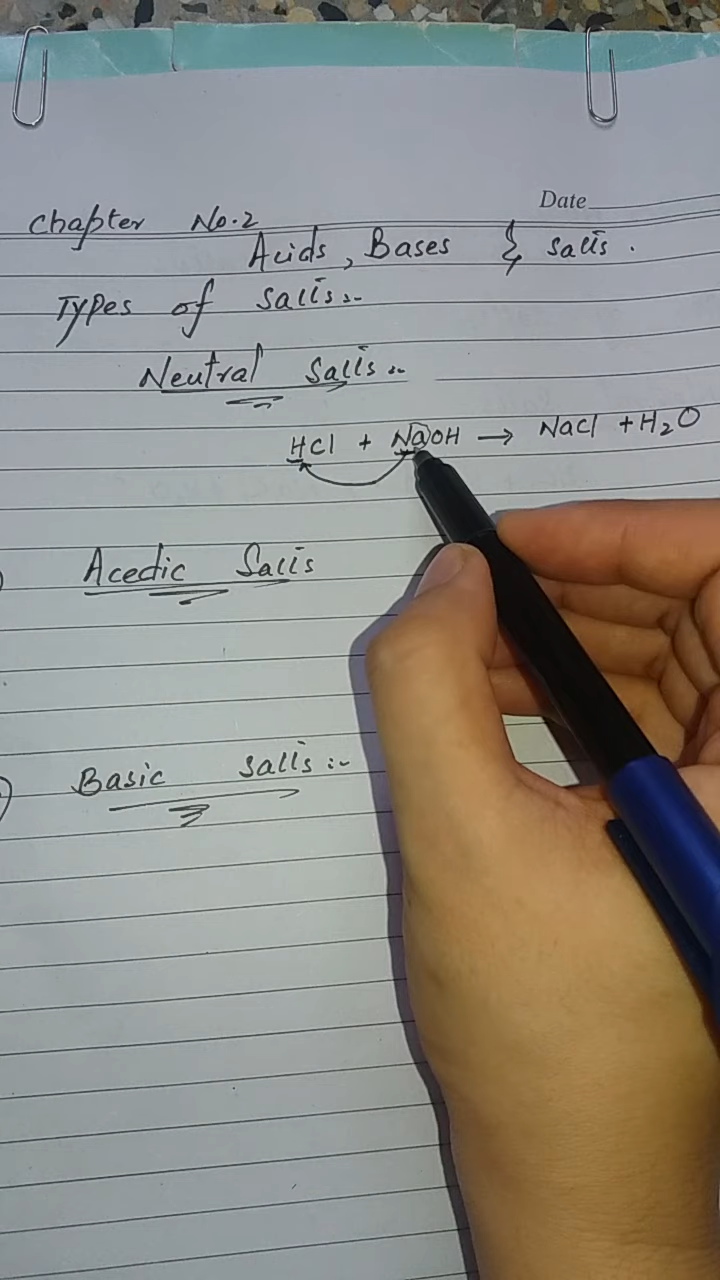 Date
Chapter No.2
Acids, Bases & Salts.
Types of Salts:-
Neutral Salts:-
HCl + NaOH → NaCl + H2O
Acedic Salts
Basic Salts:-